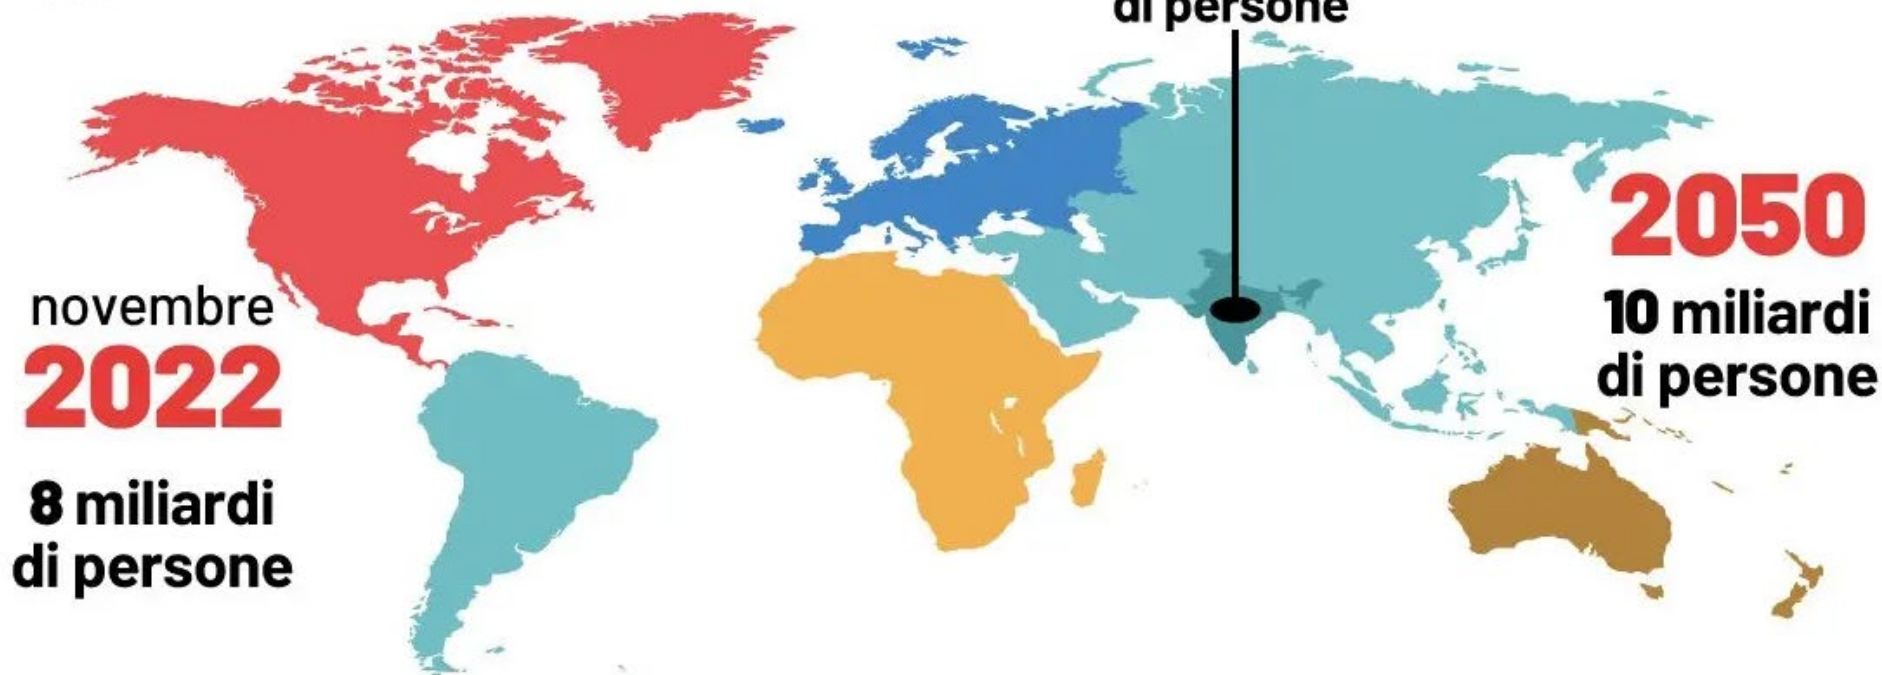 di persone
novembre
2022
8 miliardi
di persone
2050
10 miliardi
di persone